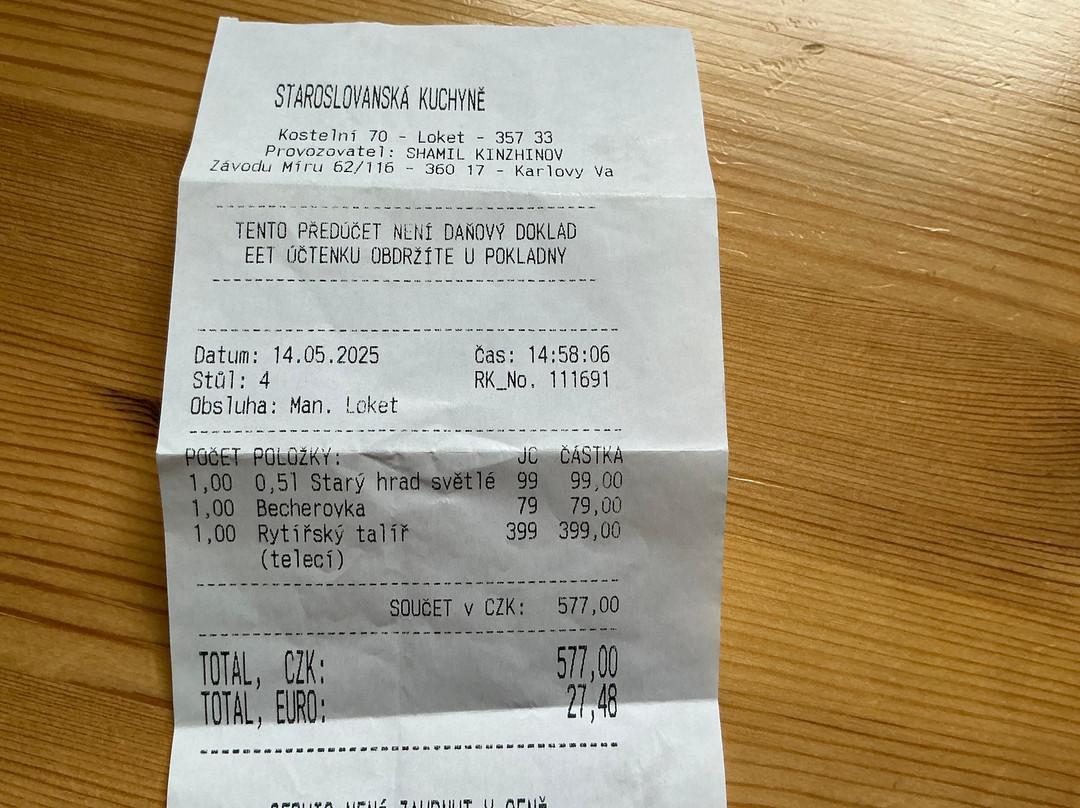 STAROSLOVANSKÁ KUCHYNĚ
Kostelní 70 - Loket - 357 33
Provozovatel: SHAMIL KINZHINOV
Závodu Míru 62/116 - 360 17 - Karlovy Va
TENTO PŘEDÚČET NENÍ DAŇOVÝ DOKLAD
EET ÚČTENKU OBDRŽÍTE U POKLADNY
Datum: 14.05.2025 Čas: 14:58:06
Stůl: 4 RK_No. 111691
Obsluha: Man. Loket
POČET POLOŽKY: JC ČÁSTKA
1,00 0,5l Starý hrad světlé 99 99,00
1,00 Becherovka 79 79,00
1,00 Rytířský talíř 399 399,00
(telecí)
SOUČET v CZK: 577,00
TOTAL, CZK: 577,00
TOTAL, EURO: 27,48